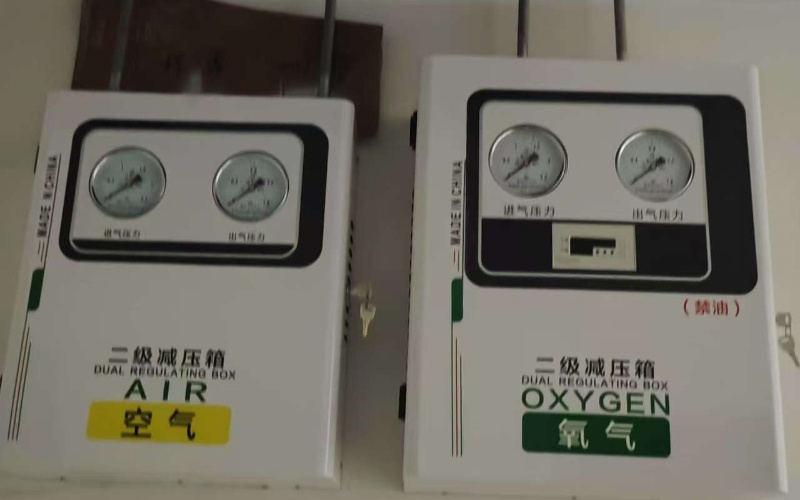 MADE IN CHINA
进气压力
出气压力
二级减压箱
DUAL REGULATING BOX
AIR
空气
MADE IN CHINA
进气压力
出气压力
(禁油)
二级减压箱
DUAL REGULATING BOX
OXYGEN
氧气